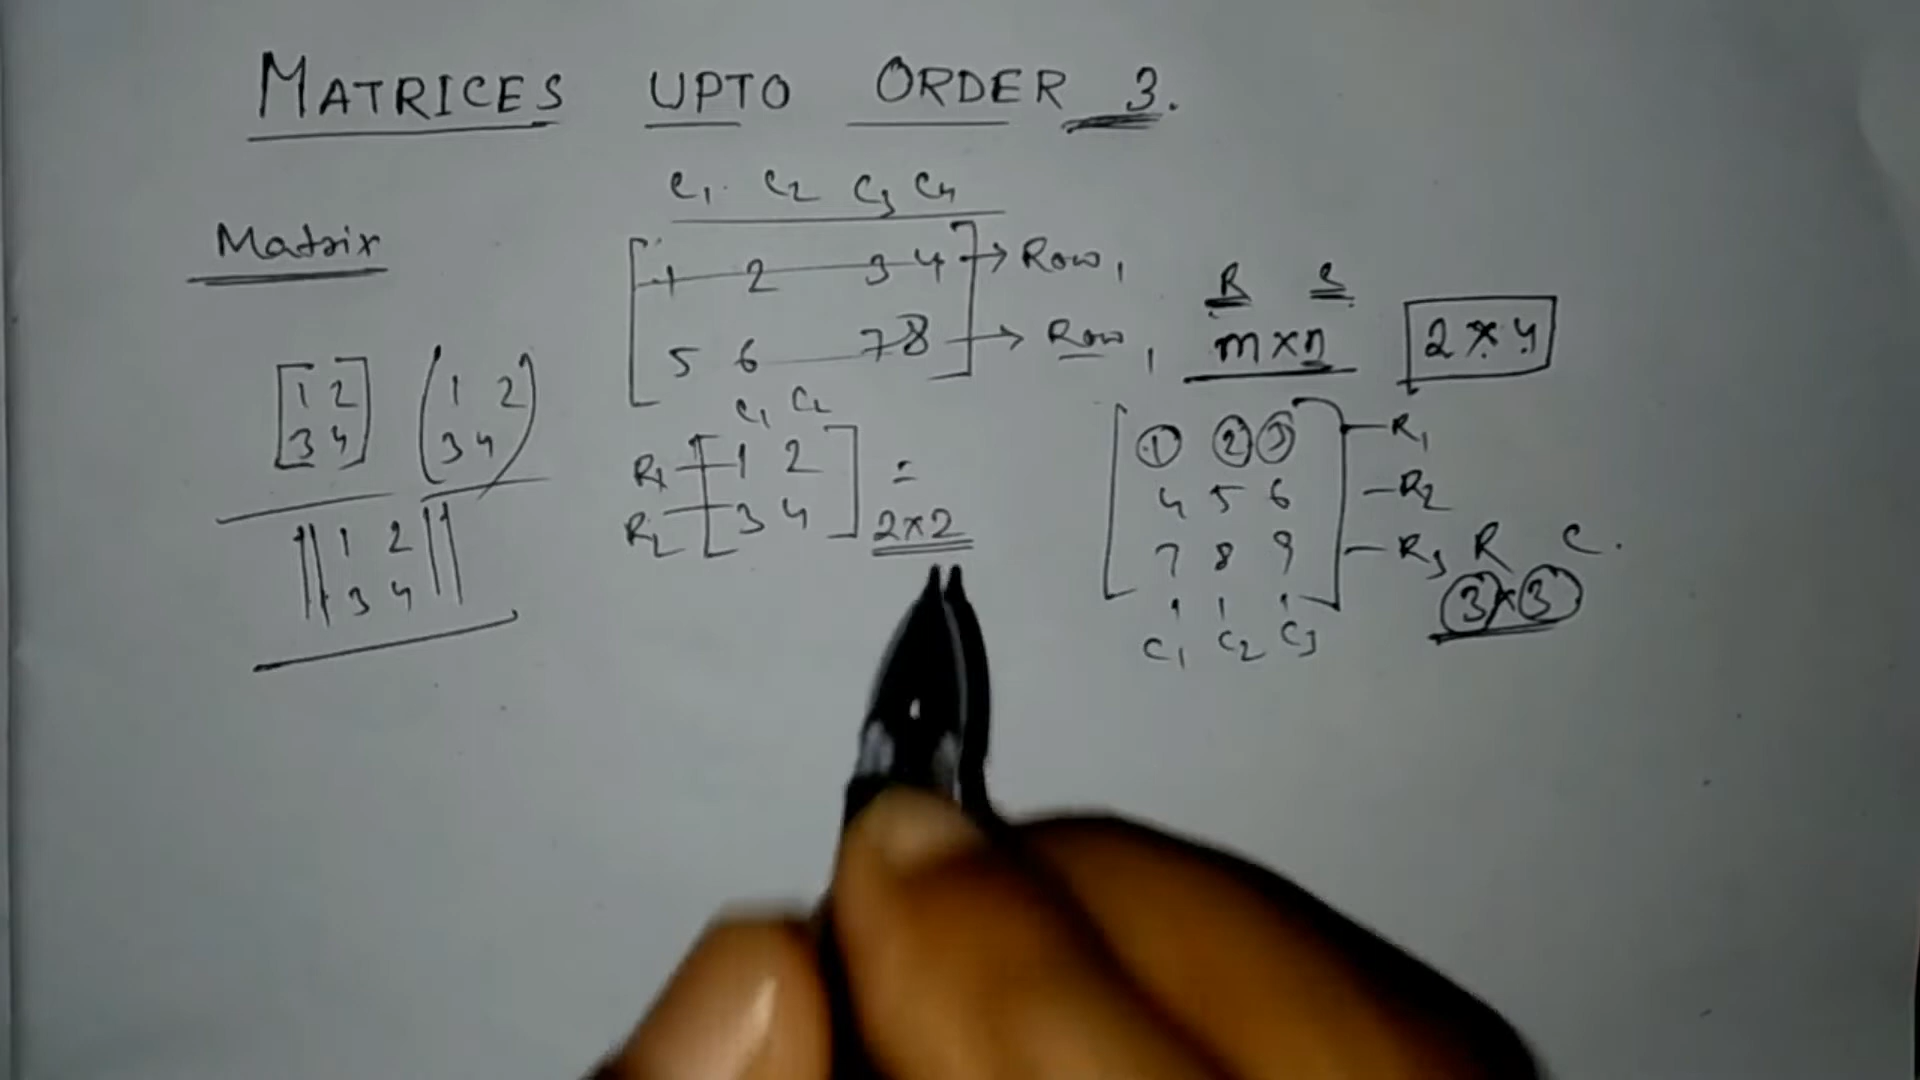 MATRICES UPTO ORDER 3.
Matrix
[1 2
3 4]
(1 2
3 4)
||1 2
3 4||
C1 C2 C3 C4
[1 2 3 4 → Row1
5 6 7 8] → Row1
R C
m×n
2×4
C1 C2
R1 [1 2
R2 3 4] =
2×2
[1 2 3 - R1
4 5 6 - R2
7 8 9] - R3
C1 C2 C3
R C.
3×3